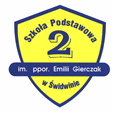 Szkoła Podstawowa
2
im. ppor. Emilii Gierczak
w Świdwinie